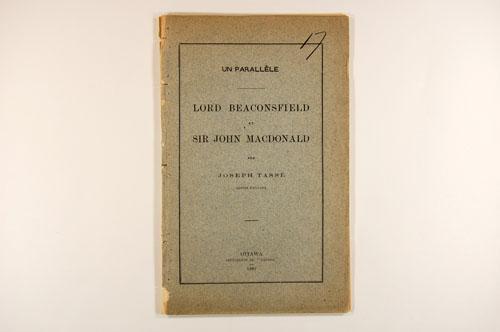 17
UN PARALLÈLE
LORD BEACONSFIELD
ET
SIR JOHN MACDONALD
PAR
JOSEPH TASSÉ
OTTAWA